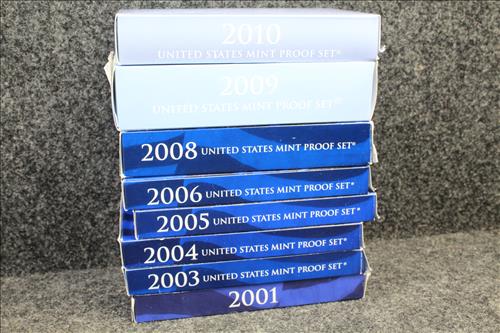 2010
UNITED STATES MINT PROOF SET®
2009
UNITED STATES MINT PROOF SET®
2008 UNITED STATES MINT PROOF SET®
2006 UNITED STATES MINT PROOF SET®
2005 UNITED STATES MINT PROOF SET®
2004 UNITED STATES MINT PROOF SET®
2003 UNITED STATES MINT PROOF SET®
2001